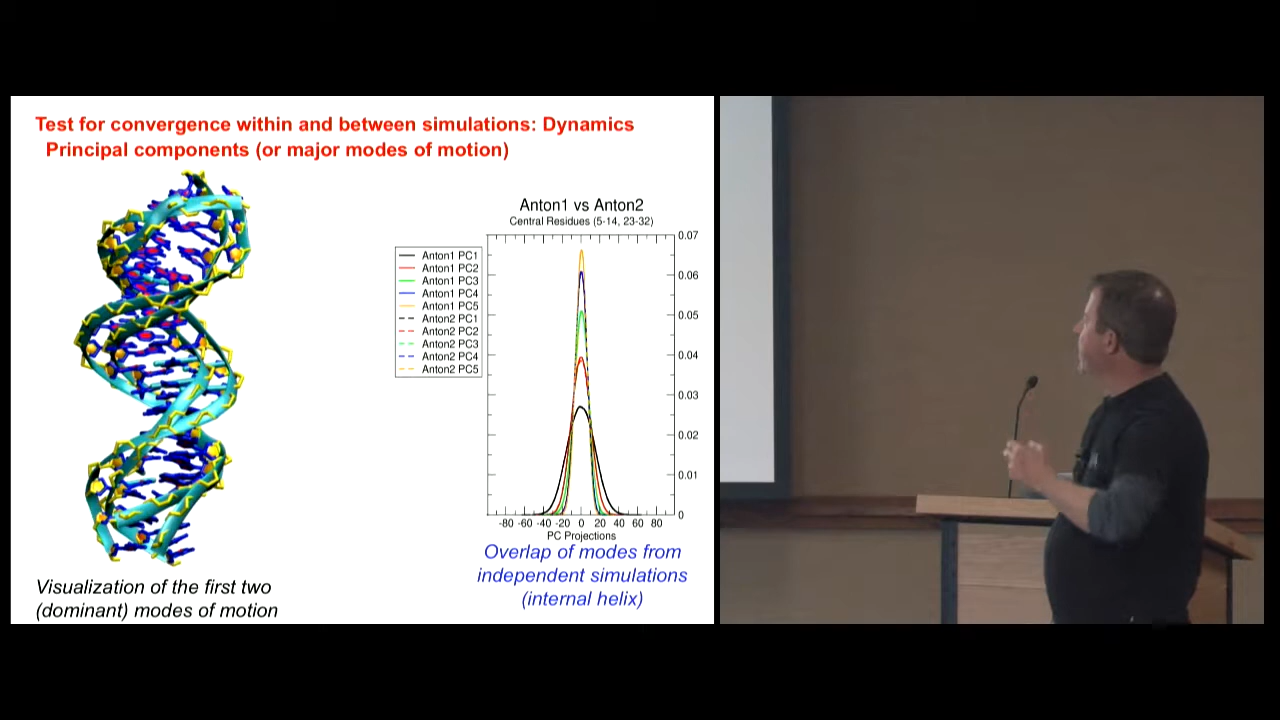 Test for convergence within and between simulations: Dynamics
Principal components (or major modes of motion)
Anton1 vs Anton2
Central Residues (5-14, 23-32)
Anton1 PC1
Anton1 PC2
Anton1 PC3
Anton1 PC4
Anton1 PC5
Anton2 PC1
Anton2 PC2
Anton2 PC3
Anton2 PC4
Anton2 PC5
0.07
0.06
0.05
0.04
0.03
0.02
0.01
0
-80 -60 -40 -20 0 20 40 60 80
PC Projections
Overlap of modes from
independent simulations
(internal helix)
Visualization of the first two
(dominant) modes of motion